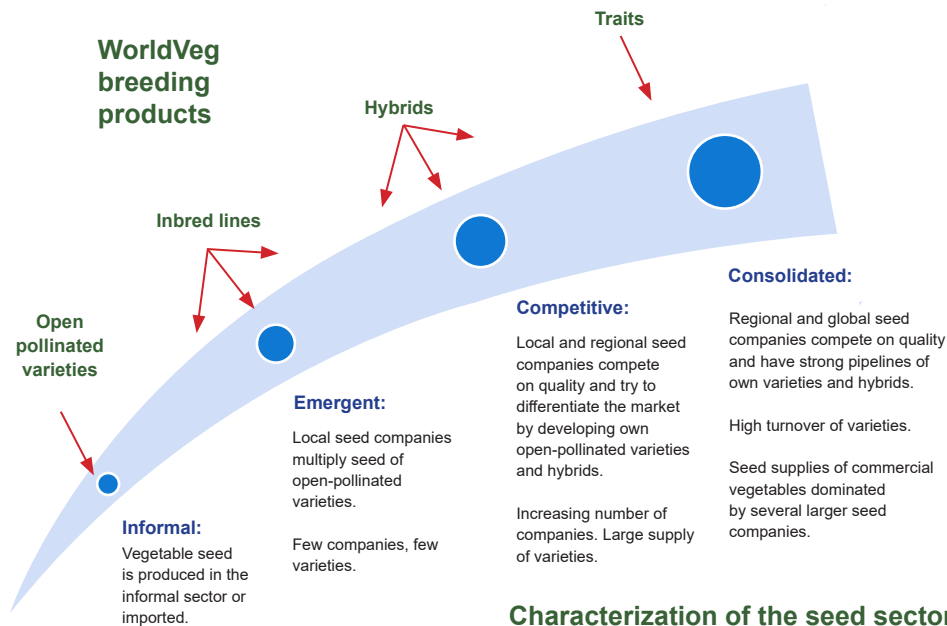 WorldVeg
breeding
products
Traits
Hybrids
Inbred lines
Open
pollinated
varieties
Informal:
Vegetable seed
is produced in the
informal sector or
imported.
Emergent:
Local seed companies
multiply seed of
open-pollinated
varieties.
Few companies, few
varieties.
Competitive:
Local and regional seed
companies compete
on quality and try to
differentiate the market
by developing own
open-pollinated varieties
and hybrids.
Increasing number of
companies. Large supply
of varieties.
Consolidated:
Regional and global seed
companies compete on quality
and have strong pipelines of
own varieties and hybrids.
High turnover of varieties.
Seed supplies of commercial
vegetables dominated
by several larger seed
companies.
Characterization of the seed sector